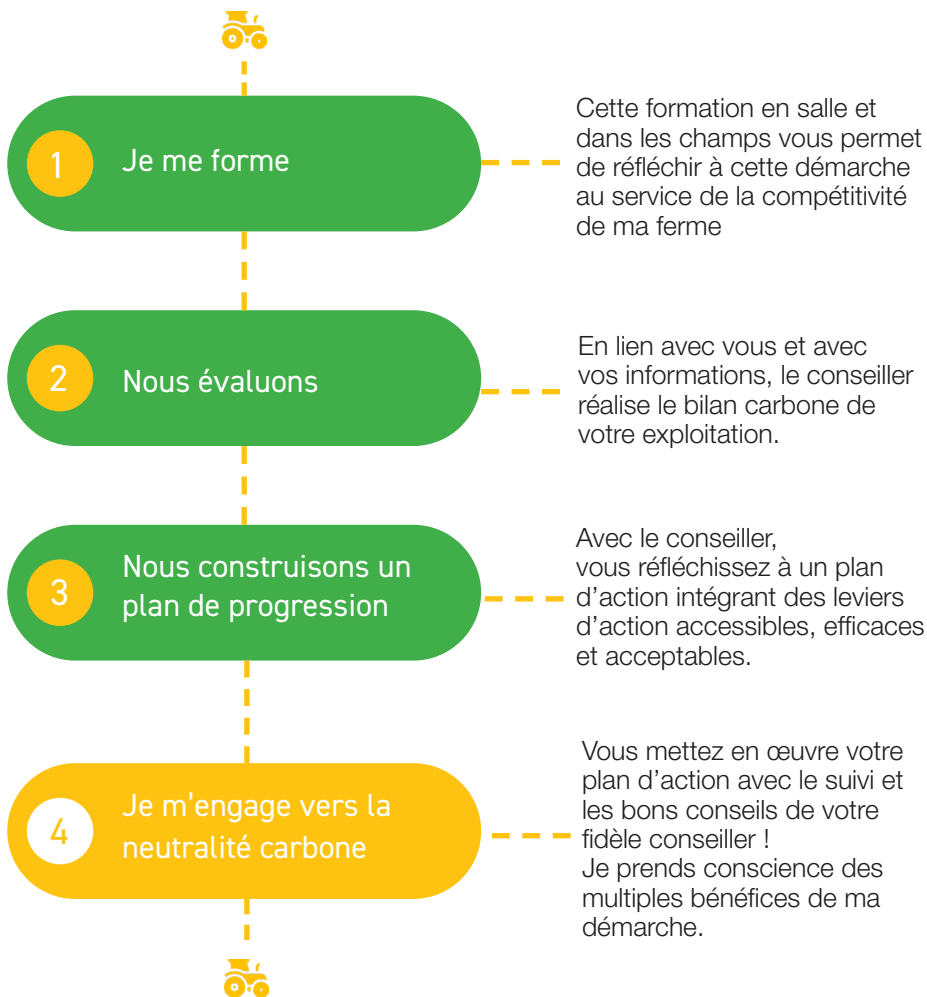 1
Je me forme
Cette formation en salle et
dans les champs vous permet
de réfléchir à cette démarche
au service de la compétitivité
de ma ferme
2
Nous évaluons
En lien avec vous et avec
vos informations, le conseiller
réalise le bilan carbone de
votre exploitation.
3
Nous construisons un
plan de progression
Avec le conseiller,
vous réfléchissez à un plan
d'action intégrant des leviers
d'action accessibles, efficaces
et acceptables.
4
Je m'engage vers la
neutralité carbone
Vous mettez en œuvre votre
plan d'action avec le suivi et
les bons conseils de votre
fidèle conseiller !
Je prends conscience des
multiples bénéfices de ma
démarche.